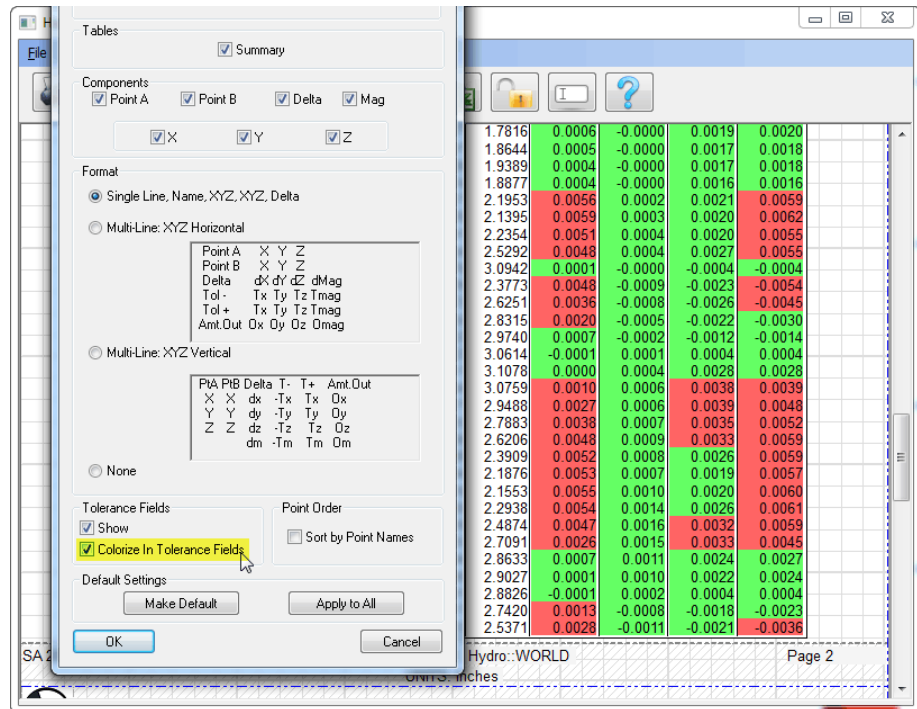 H
File
Tables
Summary
Components
Point A Point B Delta Mag
X Y Z
Format
Single Line, Name, XYZ, XYZ, Delta
Multi-Line: XYZ Horizontal
Point A X Y Z
Point B X Y Z
Delta dX dY dZ dMag
Tol - Tx Ty Tz Tmag
Tol + Tx Ty Tz Tmag
Amt.Out Ox Oy Oz Omag
Multi-Line: XYZ Vertical
PtA PtB Delta T- T+ Amt.Out
X X dx -Tx Tx Ox
Y Y dy -Ty Ty Oy
Z Z dz -Tz Tz Oz
dm -Tm Tm Om
None
Tolerance Fields
Show
Colorize In Tolerance Fields
Point Order
Sort by Point Names
Default Settings
Make Default Apply to All
OK Cancel
1.7816 0.0006 -0.0000 0.0019 0.0020
1.8644 0.0005 -0.0000 0.0017 0.0018
1.9389 0.0004 -0.0000 0.0017 0.0018
1.8877 0.0004 -0.0000 0.0016 0.0016
2.1953 0.0056 0.0002 0.0021 0.0059
2.1395 0.0059 0.0003 0.0020 0.0062
2.2354 0.0051 0.0004 0.0020 0.0055
2.5292 0.0048 0.0004 0.0027 0.0055
3.0942 0.0001 -0.0000 -0.0004 -0.0004
2.3773 0.0048 -0.0009 -0.0023 -0.0054
2.6251 0.0036 -0.0008 -0.0026 -0.0045
2.8315 0.0020 -0.0005 -0.0022 -0.0030
2.9740 0.0007 -0.0002 -0.0012 -0.0014
3.0614 -0.0001 0.0001 0.0004 0.0004
3.1078 0.0000 0.0004 0.0028 0.0028
3.0759 0.0010 0.0006 0.0038 0.0039
2.9488 0.0027 0.0006 0.0039 0.0048
2.7883 0.0038 0.0007 0.0035 0.0052
2.6206 0.0048 0.0009 0.0033 0.0059
2.3909 0.0052 0.0008 0.0026 0.0059
2.1876 0.0053 0.0007 0.0019 0.0057
2.1553 0.0055 0.0010 0.0020 0.0060
2.2938 0.0054 0.0014 0.0026 0.0061
2.4874 0.0047 0.0016 0.0032 0.0059
2.7091 0.0026 0.0015 0.0033 0.0045
2.8633 0.0007 0.0011 0.0024 0.0027
2.9027 0.0001 0.0010 0.0022 0.0024
2.8826 -0.0001 0.0002 0.0004 0.0004
2.7420 0.0013 -0.0008 -0.0018 -0.0023
2.5371 0.0028 -0.0011 -0.0021 -0.0036
SA 2 Hydro::WORLD Page 2
UNITS: Inches